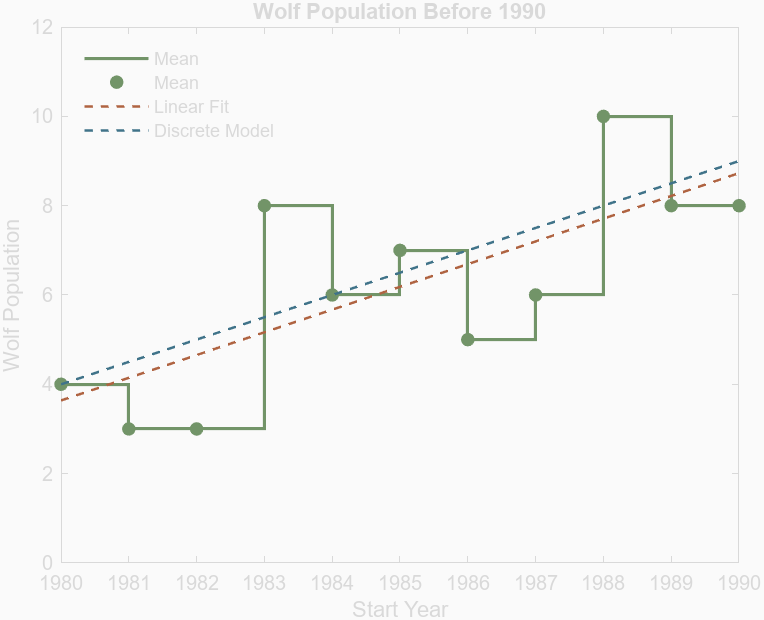 Wolf Population Before 1990
12
Mean
Mean
Linear Fit
Discrete Model
10
8
6
4
2
0
Wolf Population
1980 1981 1982 1983 1984 1985 1986 1987 1988 1989 1990
Start Year